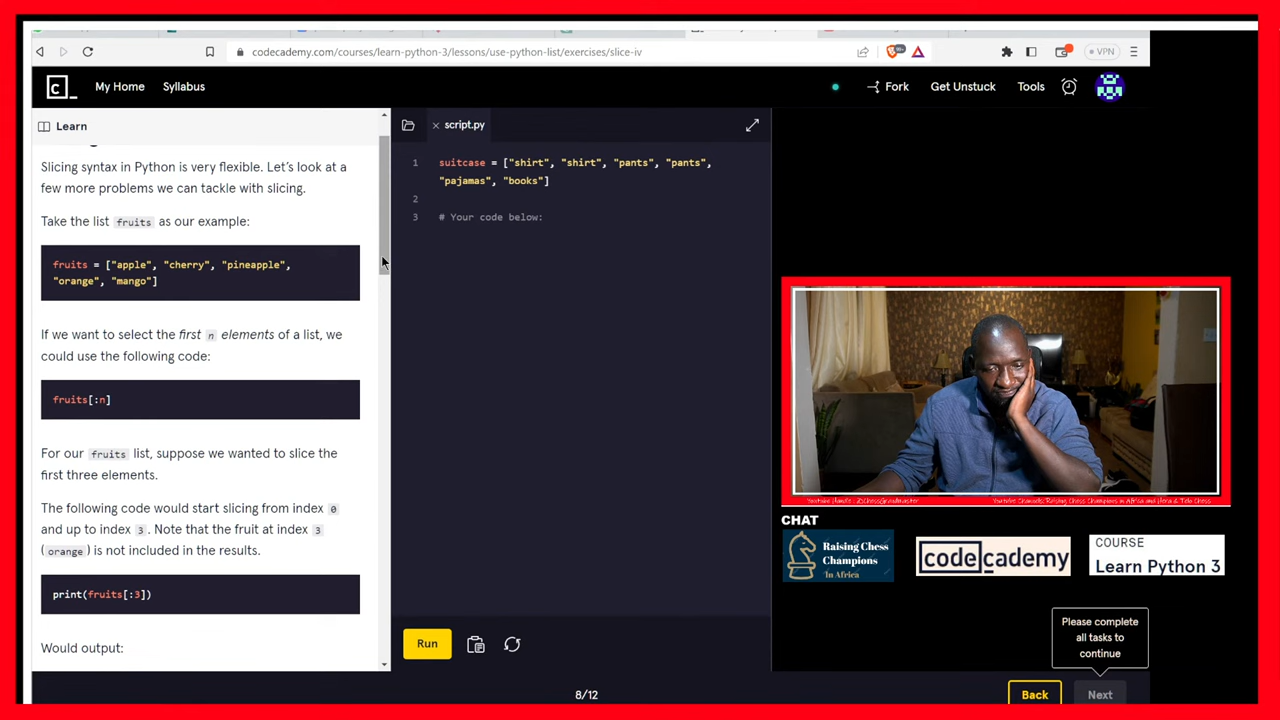 codecademy.com/courses/learn-python-3/lessons/use-python-list/exercises/slice-iv
99+
VPN
c_
My Home
Syllabus
Fork
Get Unstuck
Tools
Learn
Slicing syntax in Python is very flexible. Let's look at a
few more problems we can tackle with slicing.
Take the list fruits as our example:
fruits = ["apple", "cherry", "pineapple",
"orange", "mango"]
If we want to select the first n elements of a list, we
could use the following code:
fruits[:n]
For our fruits list, suppose we wanted to slice the
first three elements.
The following code would start slicing from index 0
and up to index 3. Note that the fruit at index 3
(orange) is not included in the results.
print(fruits[:3])
Would output:
script.py
1 suitcase = ["shirt", "shirt", "pants", "pants",
"pajamas", "books"]
2
3 # Your code below:
Run
8/12
CHAT
Raising Chess
Champions
In Africa
codecademy
COURSE
Learn Python 3
Please complete
all tasks to
continue
Back
Next